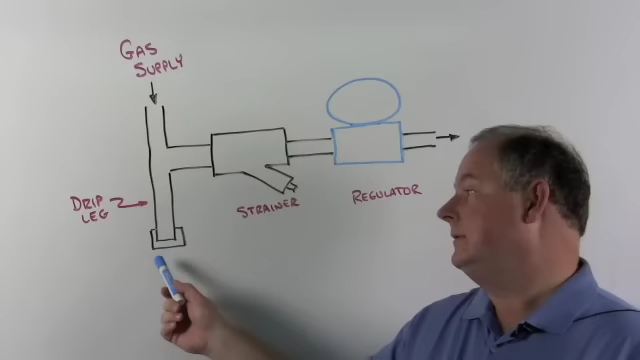 GAS
SUPPLY
DRIP
LEG
STRAINER
REGULATOR